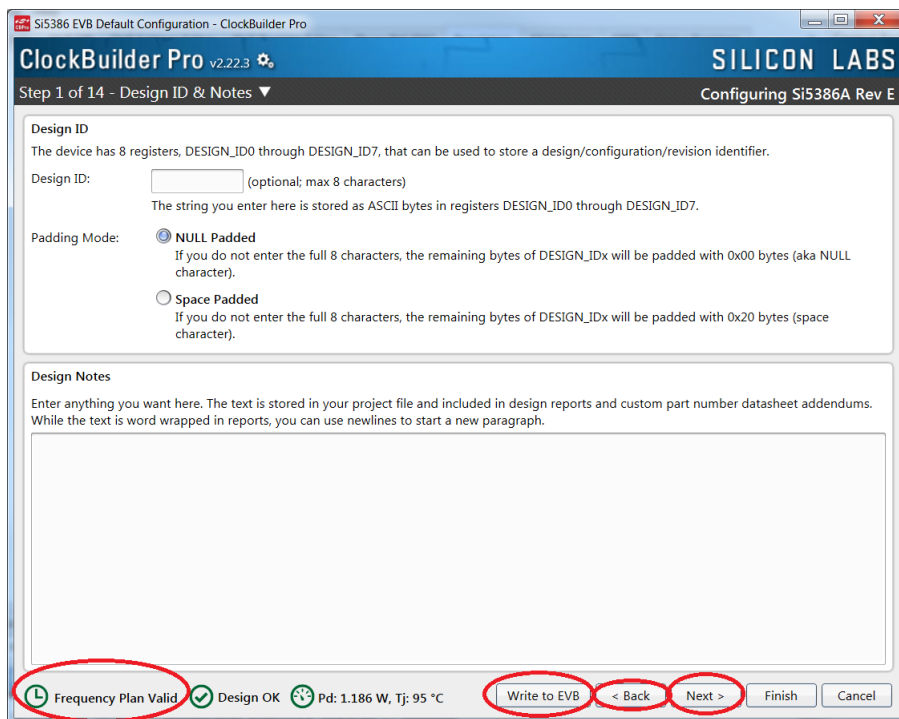 Si5386 EVB Default Configuration - ClockBuilder Pro
ClockBuilder Pro v2.22.3
SILICON LABS
Step 1 of 14 - Design ID & Notes ▼
Configuring Si5386A Rev E
Design ID
The device has 8 registers, DESIGN_ID0 through DESIGN_ID7, that can be used to store a design/configuration/revision identifier.
Design ID:
(optional; max 8 characters)
The string you enter here is stored as ASCII bytes in registers DESIGN_ID0 through DESIGN_ID7.
Padding Mode:
NULL Padded
If you do not enter the full 8 characters, the remaining bytes of DESIGN_IDx will be padded with 0x00 bytes (aka NULL
character).
Space Padded
If you do not enter the full 8 characters, the remaining bytes of DESIGN_IDx will be padded with 0x20 bytes (space
character).
Design Notes
Enter anything you want here. The text is stored in your project file and included in design reports and custom part number datasheet addendums.
While the text is word wrapped in reports, you can use newlines to start a new paragraph.
Frequency Plan Valid
Design OK
Pd: 1.186 W, Tj: 95 °C
Write to EVB
< Back
Next >
Finish
Cancel